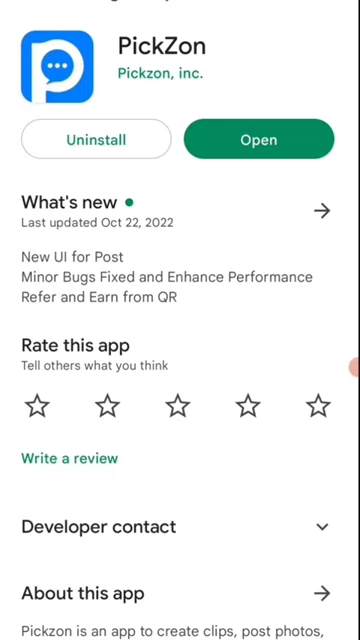 PickZon
Pickzon, inc.
Uninstall
Open
What's new
Last updated Oct 22, 2022
New UI for Post
Minor Bugs Fixed and Enhance Performance
Refer and Earn from QR
Rate this app
Tell others what you think
Write a review
Developer contact
About this app
Pickzon is an app to create clips, post photos,